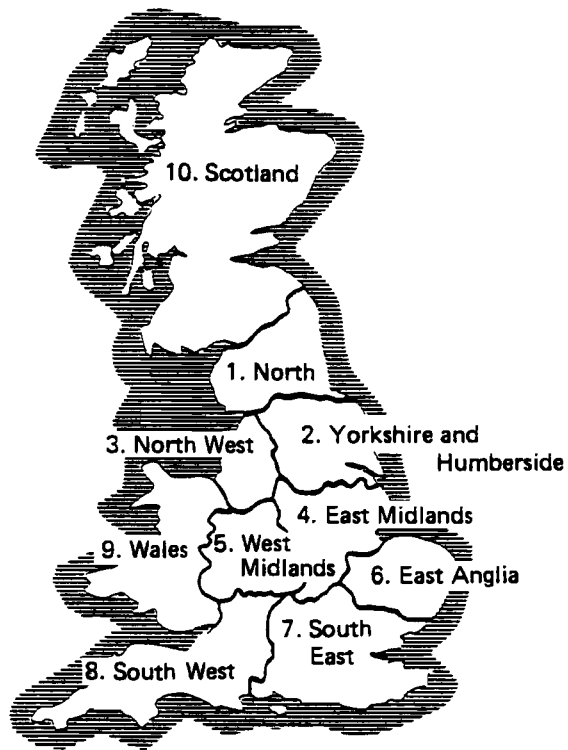 10. Scotland
1. North
2. Yorkshire and
Humberside
3. North West
4. East Midlands
5. West
Midlands
6. East Anglia
9. Wales
7. South
East
8. South West